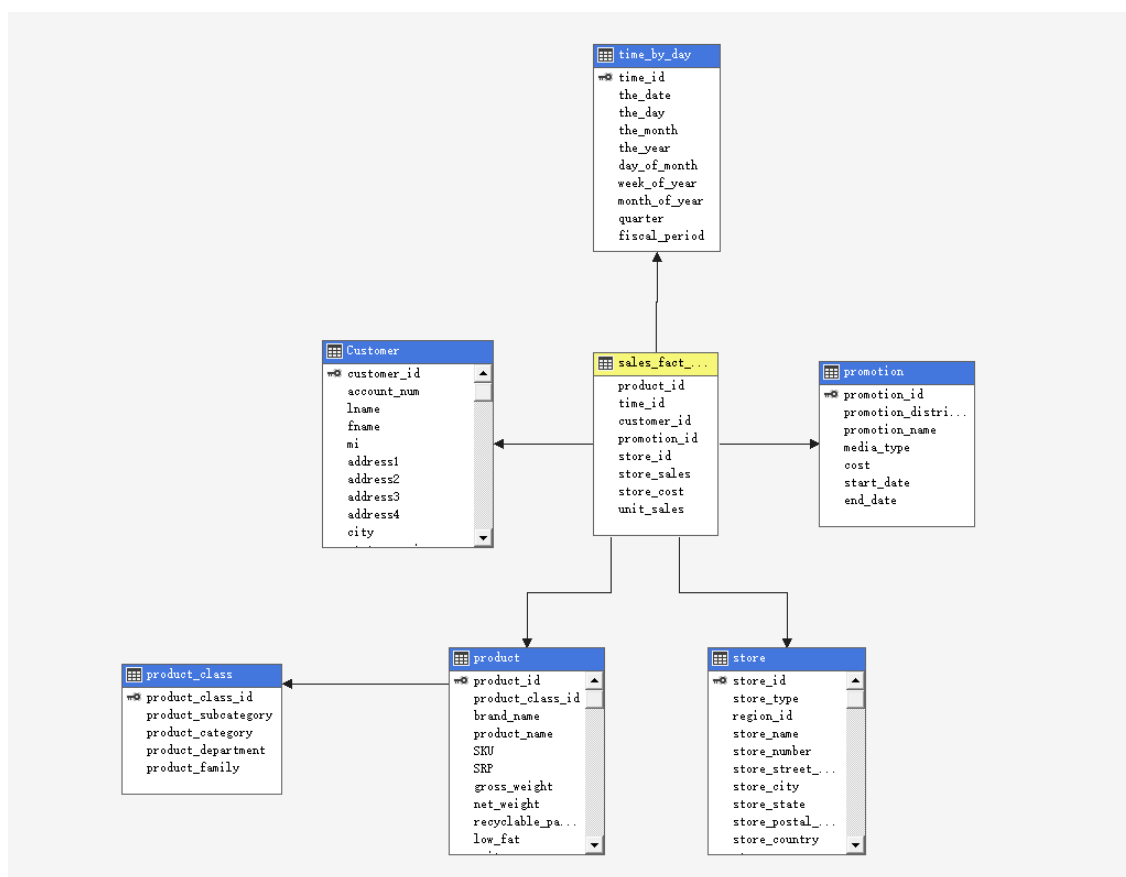 time_by_day
time_id
the_date
the_day
the_month
the_year
day_of_month
week_of_year
month_of_year
quarter
fiscal_period
Customer
customer_id
account_num
lname
fname
mi
address1
address2
address3
address4
city
sales_fact_...
product_id
time_id
customer_id
promotion_id
store_id
store_sales
store_cost
unit_sales
promotion
promotion_id
promotion_distri...
promotion_name
media_type
cost
start_date
end_date
product_class
product_class_id
product_subcategory
product_category
product_department
product_family
product
product_id
product_class_id
brand_name
product_name
SKU
SRP
gross_weight
net_weight
recyclable_pa...
low_fat
store
store_id
store_type
region_id
store_name
store_number
store_street_...
store_city
store_state
store_postal_...
store_country